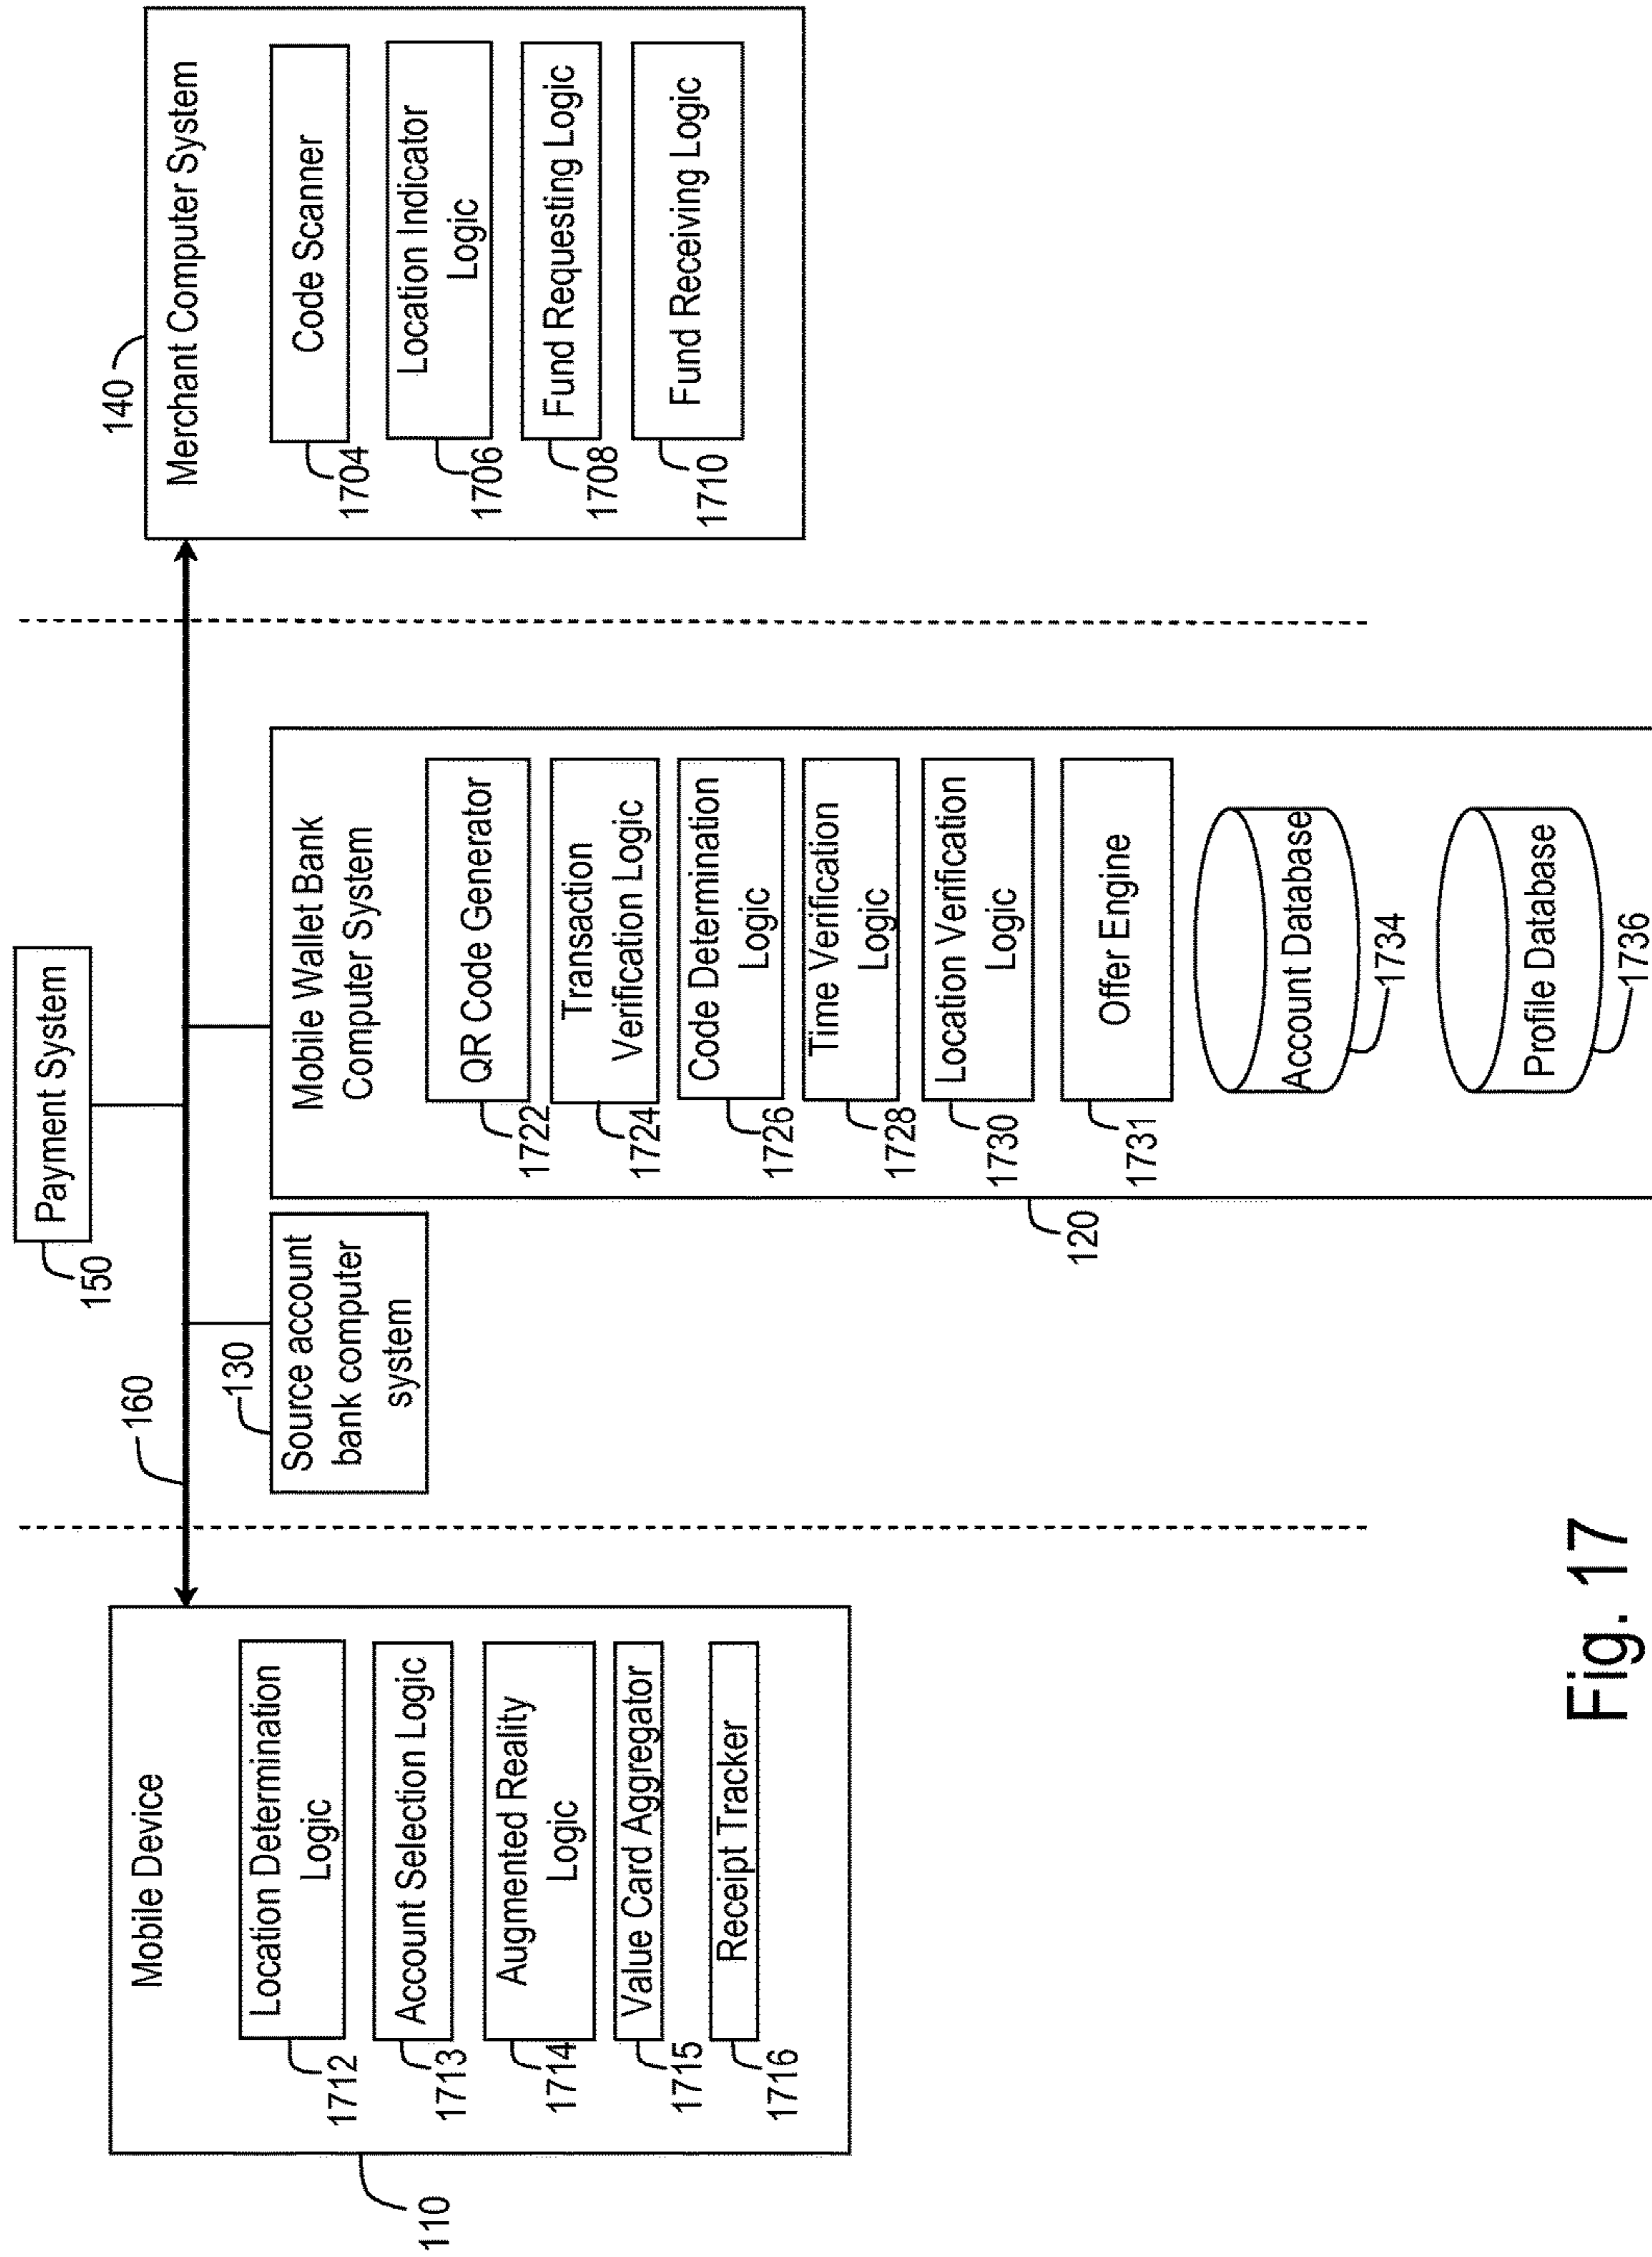 Payment System
150
160
130
Source account
bank computer
system
Mobile Device
110
Location Determination
Logic
1712
Account Selection Logic
1713
Augmented Reality
Logic
1714
Value Card Aggregator
1715
Receipt Tracker
1716
Mobile Wallet Bank
Computer System
120
QR Code Generator
1722
Transaction
Verification Logic
1724
Code Determination
Logic
1726
Time Verification
Logic
1728
Location Verification
Logic
1730
Offer Engine
1731
Account Database
1734
Profile Database
1736
140
Merchant Computer System
Code Scanner
1704
Location Indicator
Logic
1706
Fund Requesting Logic
1708
Fund Receiving Logic
1710
Fig. 17